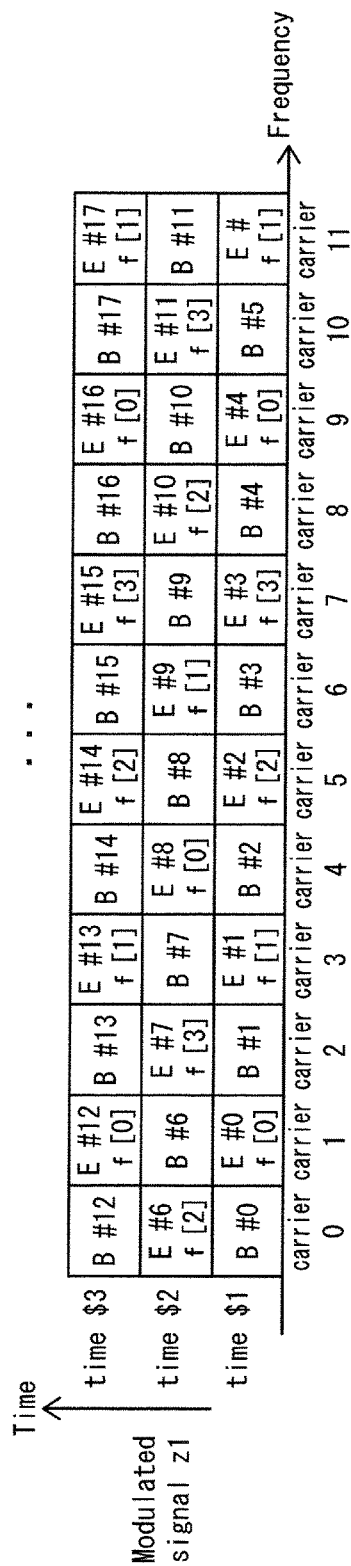 . . .
Time
Modulated
signal z1
time $3
B #12
E #12
f [0]
B #13
E #13
f [1]
B #14
E #14
f [2]
B #15
E #15
f [3]
B #16
E #16
f [0]
B #17
E #17
f [1]
time $2
E #6
f [2]
B #6
E #7
f [3]
B #7
E #8
f [0]
B #8
E #9
f [1]
B #9
E #10
f [2]
B #10
E #11
f [3]
B #11
time $1
B #0
E #0
f [0]
B #1
E #1
f [1]
B #2
E #2
f [2]
B #3
E #3
f [3]
B #4
E #4
f [0]
B #5
E #
f [1]
Frequency
carrier carrier carrier carrier carrier carrier carrier carrier carrier carrier carrier carrier
0 1 2 3 4 5 6 7 8 9 10 11